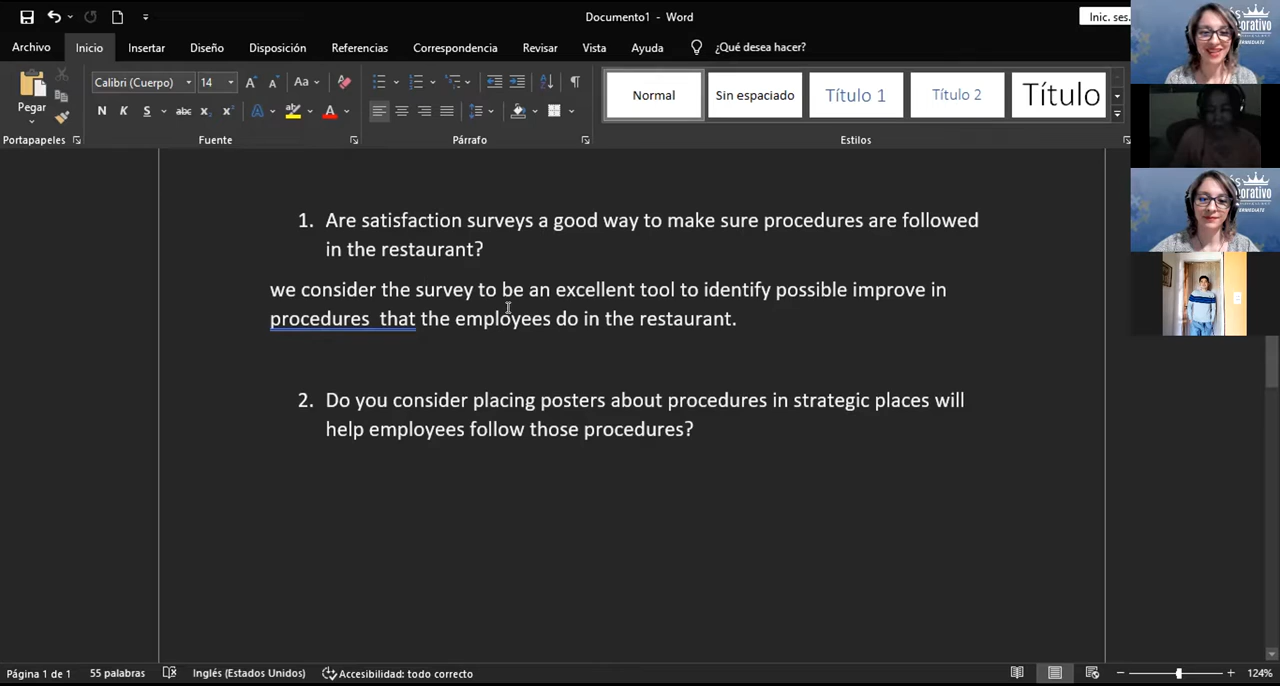 Documento1 - Word
Inic. ses.
Archivo Inicio Insertar Diseño Disposición Referencias Correspondencia Revisar Vista Ayuda ¿Qué desea hacer?
Calibri (Cuerpo) 14 Aa
Pegar
N K S abc x₂ x²
Normal Sin espaciado Título 1 Título 2 Título
Portapapeles Fuente Párrafo Estilos
1. Are satisfaction surveys a good way to make sure procedures are followed
in the restaurant?
we consider the survey to be an excellent tool to identify possible improve in
procedures that the employees do in the restaurant.
2. Do you consider placing posters about procedures in strategic places will
help employees follow those procedures?
Página 1 de 1 55 palabras Inglés (Estados Unidos) Accesibilidad: todo correcto 124%